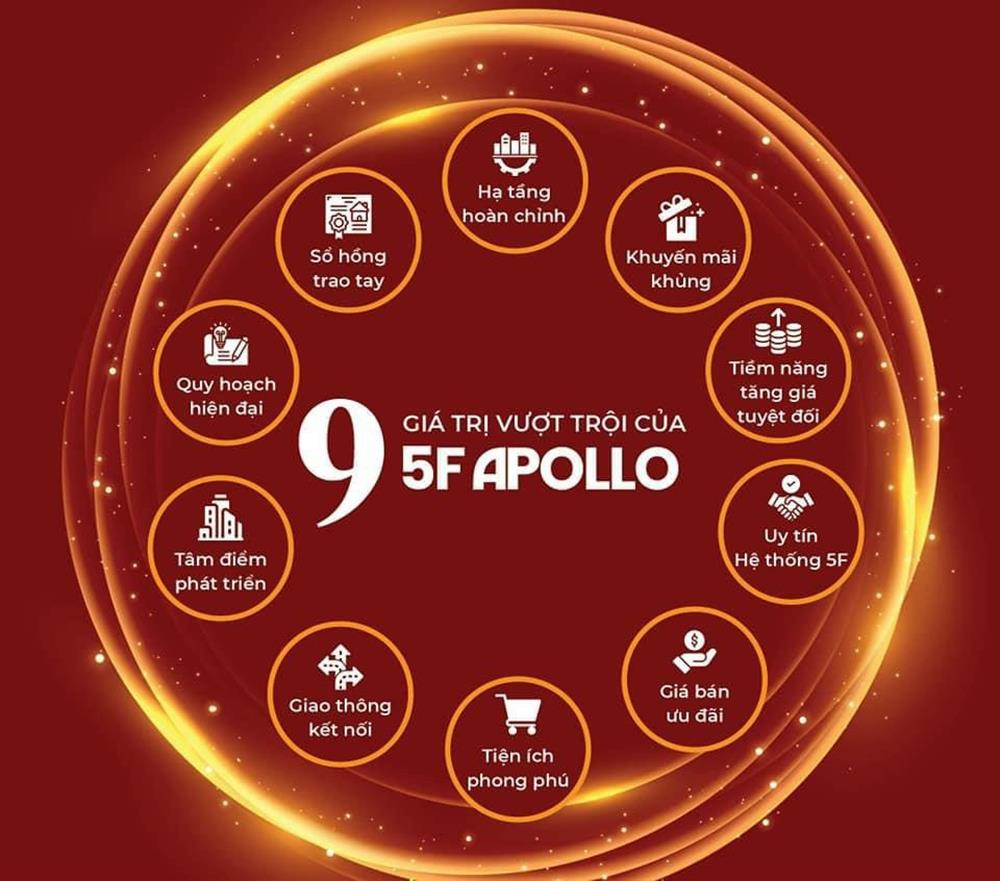 Hạ tầng
hoàn chỉnh
Khuyến mãi
khủng
Tiềm năng
tăng giá
tuyệt đối
Uy tín
Hệ thống 5F
Giá bán
ưu đãi
Tiện ích
phong phú
Giao thông
kết nối
Tâm điểm
phát triển
Quy hoạch
hiện đại
Sổ hồng
trao tay
9
GIÁ TRỊ VƯỢT TRỘI CỦA
5F APOLLO